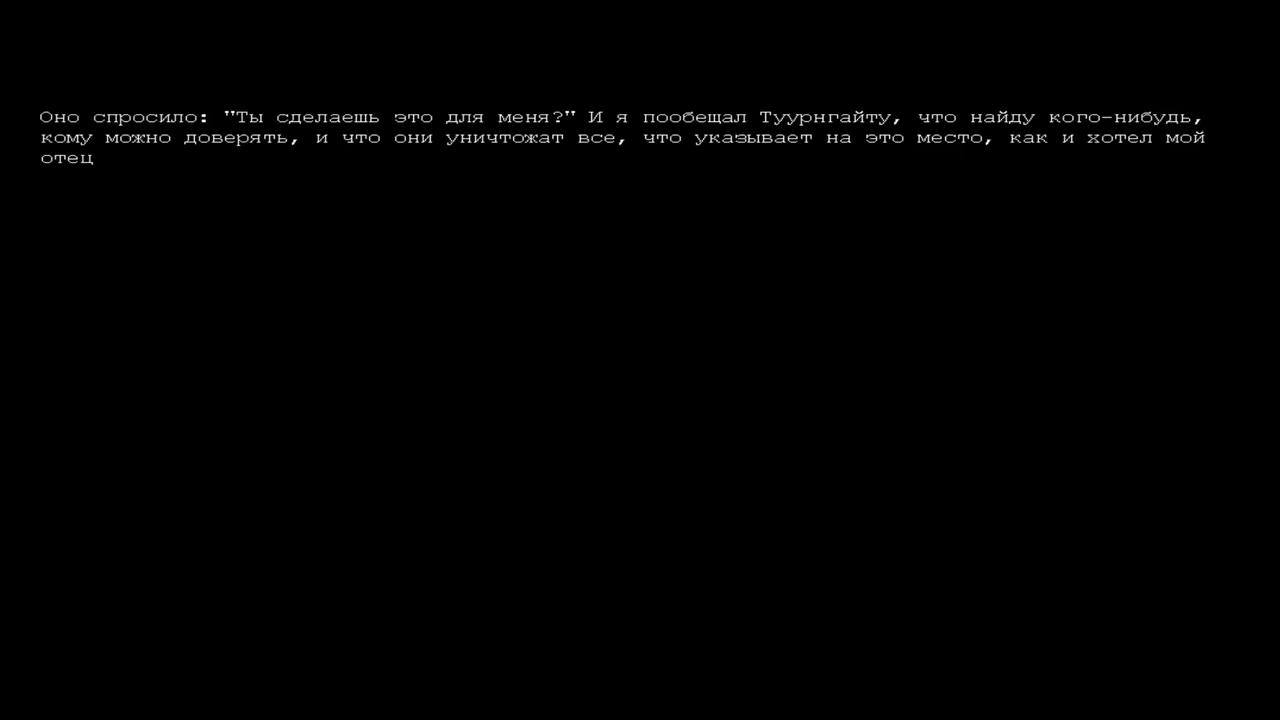 Оно спросило: "Ты сделаешь это для меня?" И я пообещал Туурнгайту, что найду кого-нибудь,
кому можно доверять, и что они уничтожат все, что указывает на это место, как и хотел мой
отец